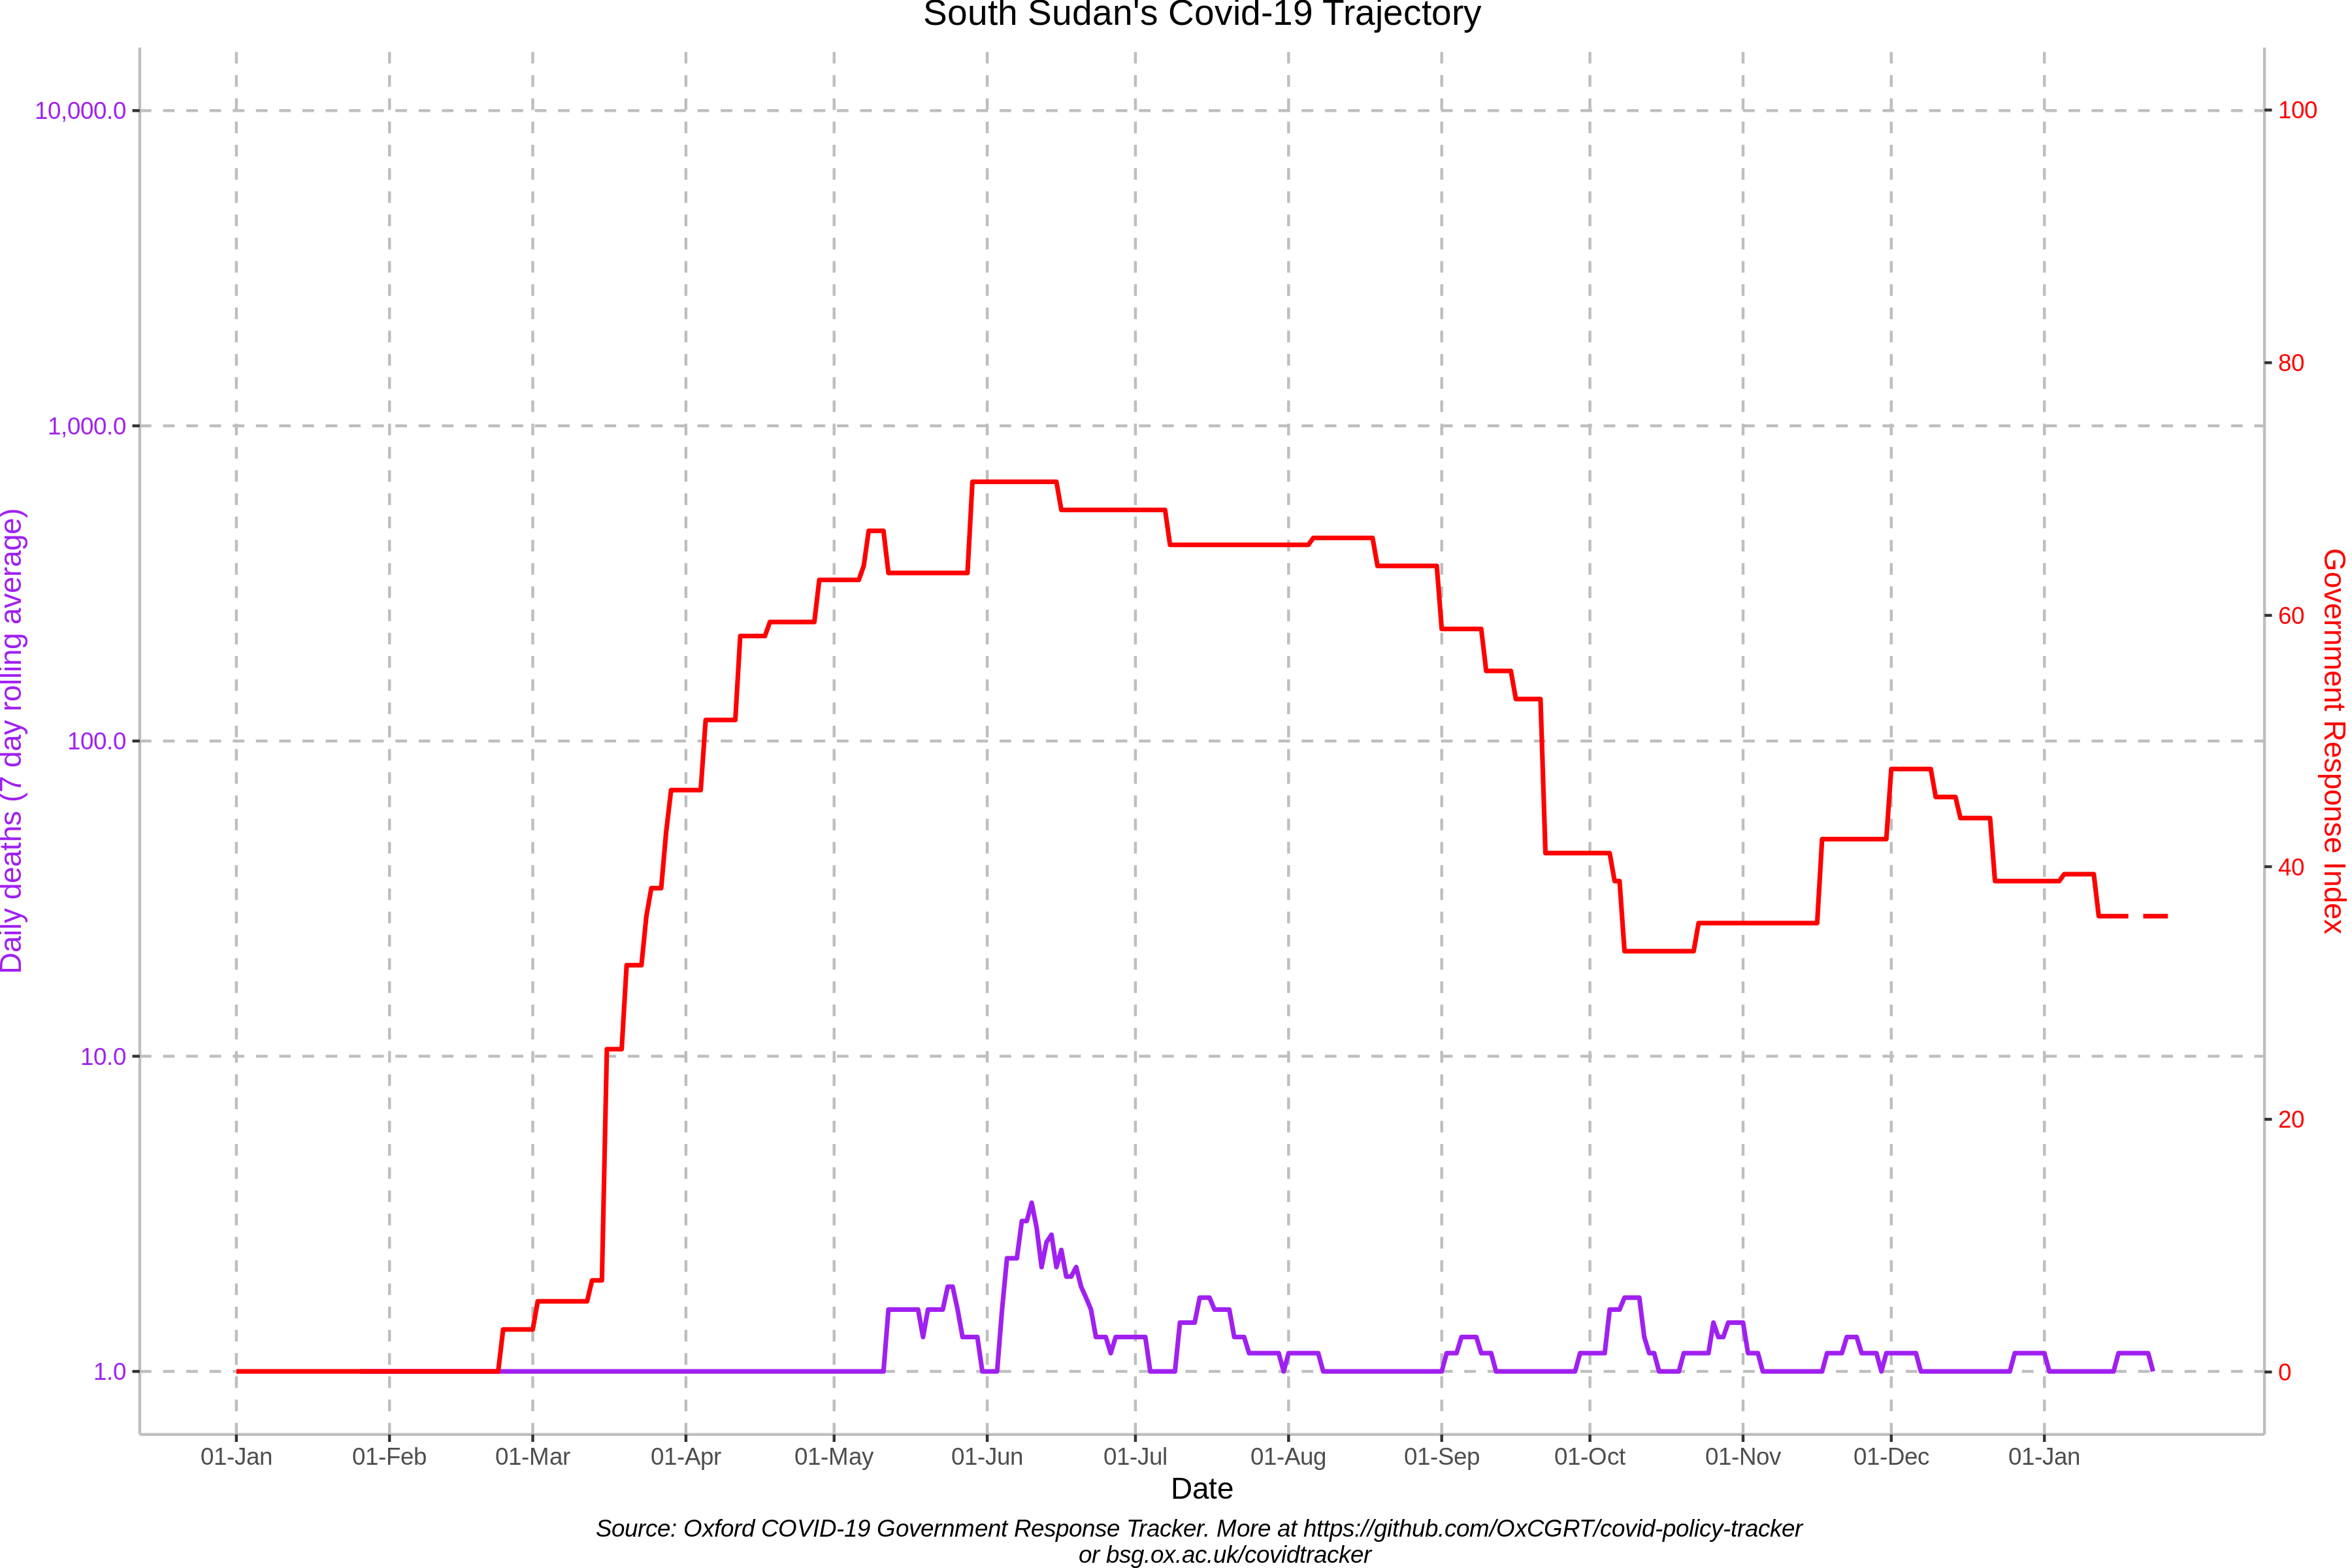 South Sudan's Covid-19 Trajectory
10,000.0
1,000.0
100.0
10.0
1.0
Daily deaths (7 day rolling average)
100
80
60
40
20
0
Government Response Index
01-Jan
01-Feb
01-Mar
01-Apr
01-May
01-Jun
01-Jul
01-Aug
01-Sep
01-Oct
01-Nov
01-Dec
01-Jan
Date
Source: Oxford COVID-19 Government Response Tracker. More at https://github.com/OxCGRT/covid-policy-tracker
or bsg.ox.ac.uk/covidtracker